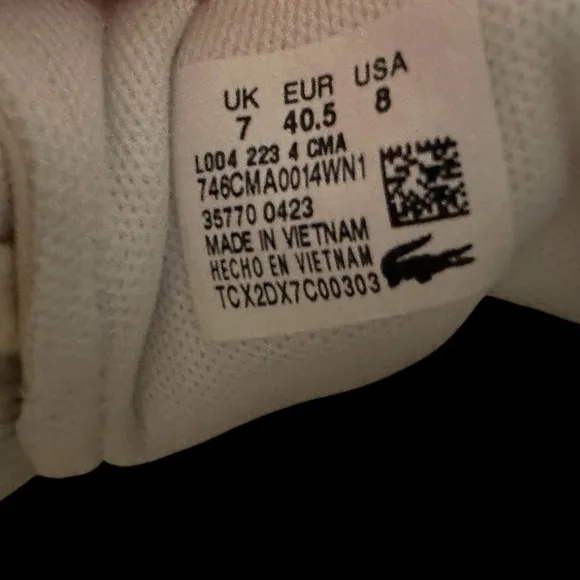 UK EUR USA
7 40.5 8
L004 223 4 CMA
746CMA0014WN1
35770 0423
MADE IN VIETNAM
HECHO EN VIETNAM
TCX2DX7C00303